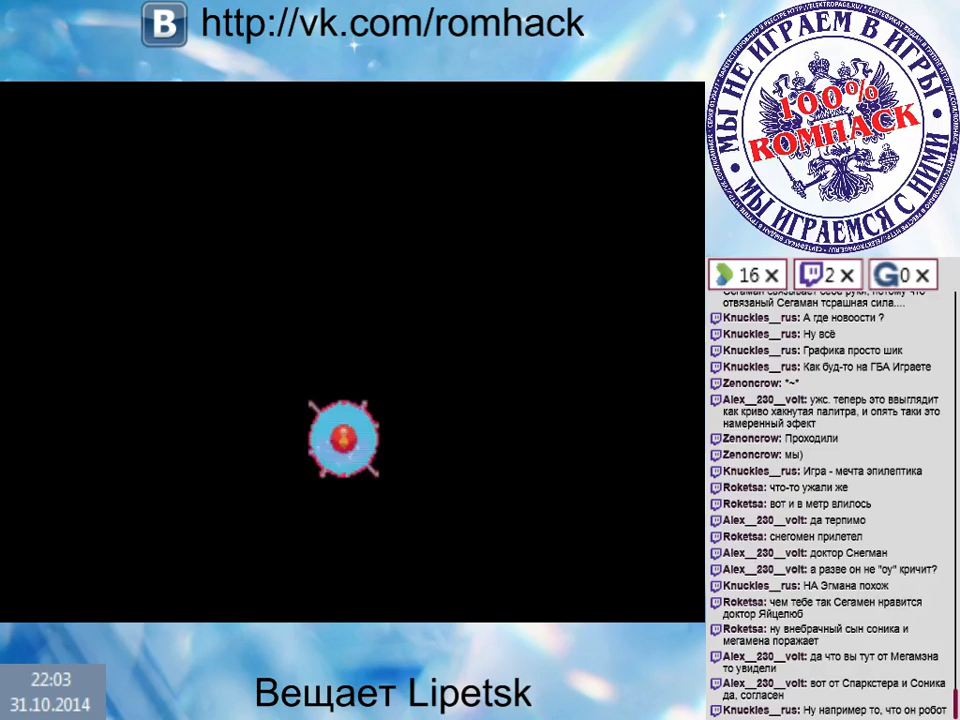 В http://vk.com/romhack
МЫ НЕ ИГРАЕМ В ИГРЫ
100%
ROMHACK
МЫ ИГРАЕМСЯ С НИМИ
16 x 2 x G 0 x
отвязаный Сегаман тсрашная сила....
Knuckles__rus: А где новоости ?
Knuckles__rus: Ну всё
Knuckles__rus: Графика просто шик
Knuckles__rus: Как буд-то на ГБА Играете
Zenoncrow: *~*
Alex__230__volt: ужс. теперь это ввыглядит
как криво хакнутая палитра, и опять таки это
намеренный эфект
Zenoncrow: Проходили
Zenoncrow: мы)
Knuckles__rus: Игра - мечта эпилептика
Roketsa: что-то ужали же
Roketsa: вот и в метр влилось
Alex__230__volt: да терпимо
Roketsa: снегомен прилетел
Alex__230__volt: доктор Снегман
Alex__230__volt: а разве он не "оу" кричит?
Knuckles__rus: НА Эгмана похож
Roketsa: чем тебе так Сегамен нравится
доктор Яйцелюб
Roketsa: ну внебрачный сын соника и
мегамена поражает
Alex__230__volt: да что вы тут от Мегамэна
то увидели
Alex__230__volt: вот от Спаркстера и Соника
да, согласен
Knuckles__rus: Ну например то, что он робот
22:03
31.10.2014
Вещает Lipetsk